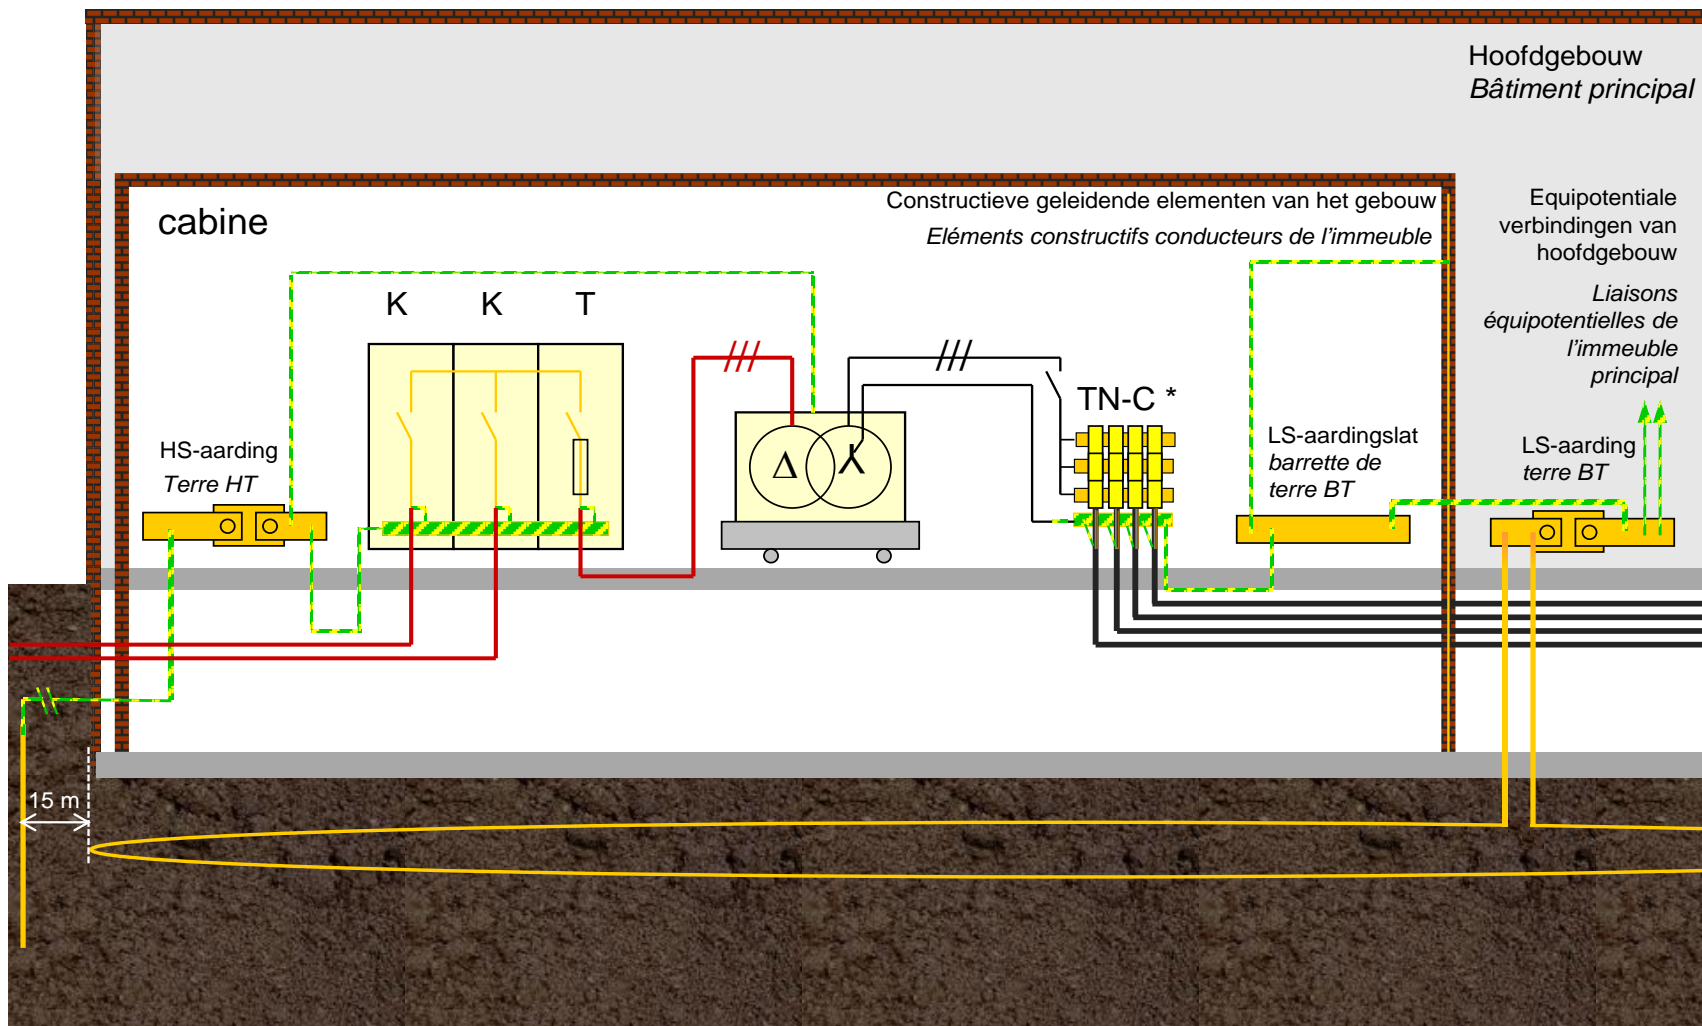 Hoofdgebouw
Bâtiment principal
cabine
Constructieve geleidende elementen van het gebouw
Eléments constructifs conducteurs de l'immeuble
Equipotentiale
verbindingen van
hoofdgebouw
Liaisons
équipotentielles de
l'immeuble
principal
K K T
TN-C *
HS-aarding
Terre HT
Δ
LS-aardingslat
barrette de
terre BT
LS-aarding
terre BT
15 m